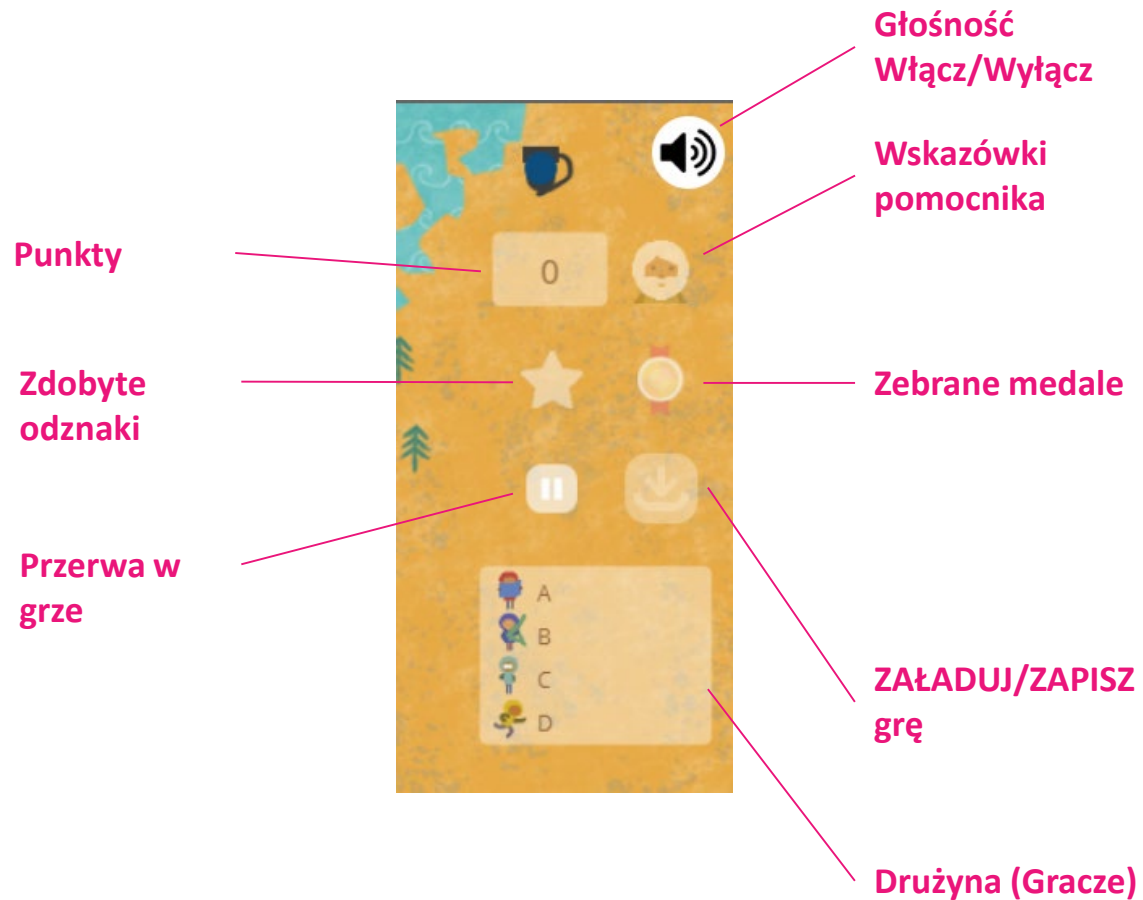 Głośność
Włącz/Wyłącz
Wskazówki
pomocnika
Punkty
0
Zdobyte
odznaki
Zebrane medale
Przerwa w
grze
A
B
C
D
ZAŁADUJ/ZAPISZ
grę
Drużyna (Gracze)